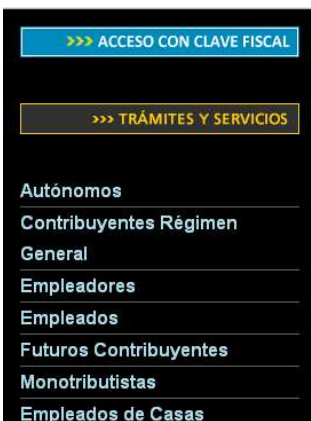 >>> ACCESO CON CLAVE FISCAL
>>> TRÁMITES Y SERVICIOS
Autónomos
Contribuyentes Régimen
General
Empleadores
Empleados
Futuros Contribuyentes
Monotributistas
Empleados de Casas